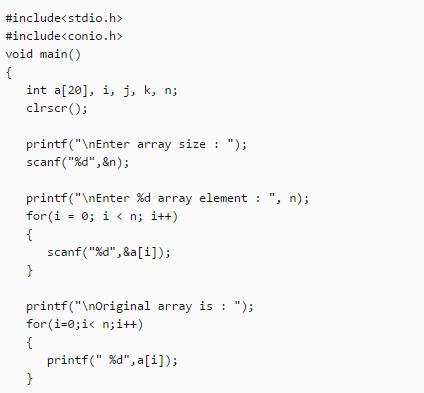 #include<stdio.h>
#include<conio.h>
void main()
{
   int a[20], i, j, k, n;
   clrscr();

   printf("\nEnter array size : ");
   scanf("%d",&n);

   printf("\nEnter %d array element : ", n);
   for(i = 0; i < n; i++)
   {
      scanf("%d",&a[i]);
   }

   printf("\nOriginal array is : ");
   for(i=0;i< n;i++)
   {
      printf(" %d",a[i]);
   }